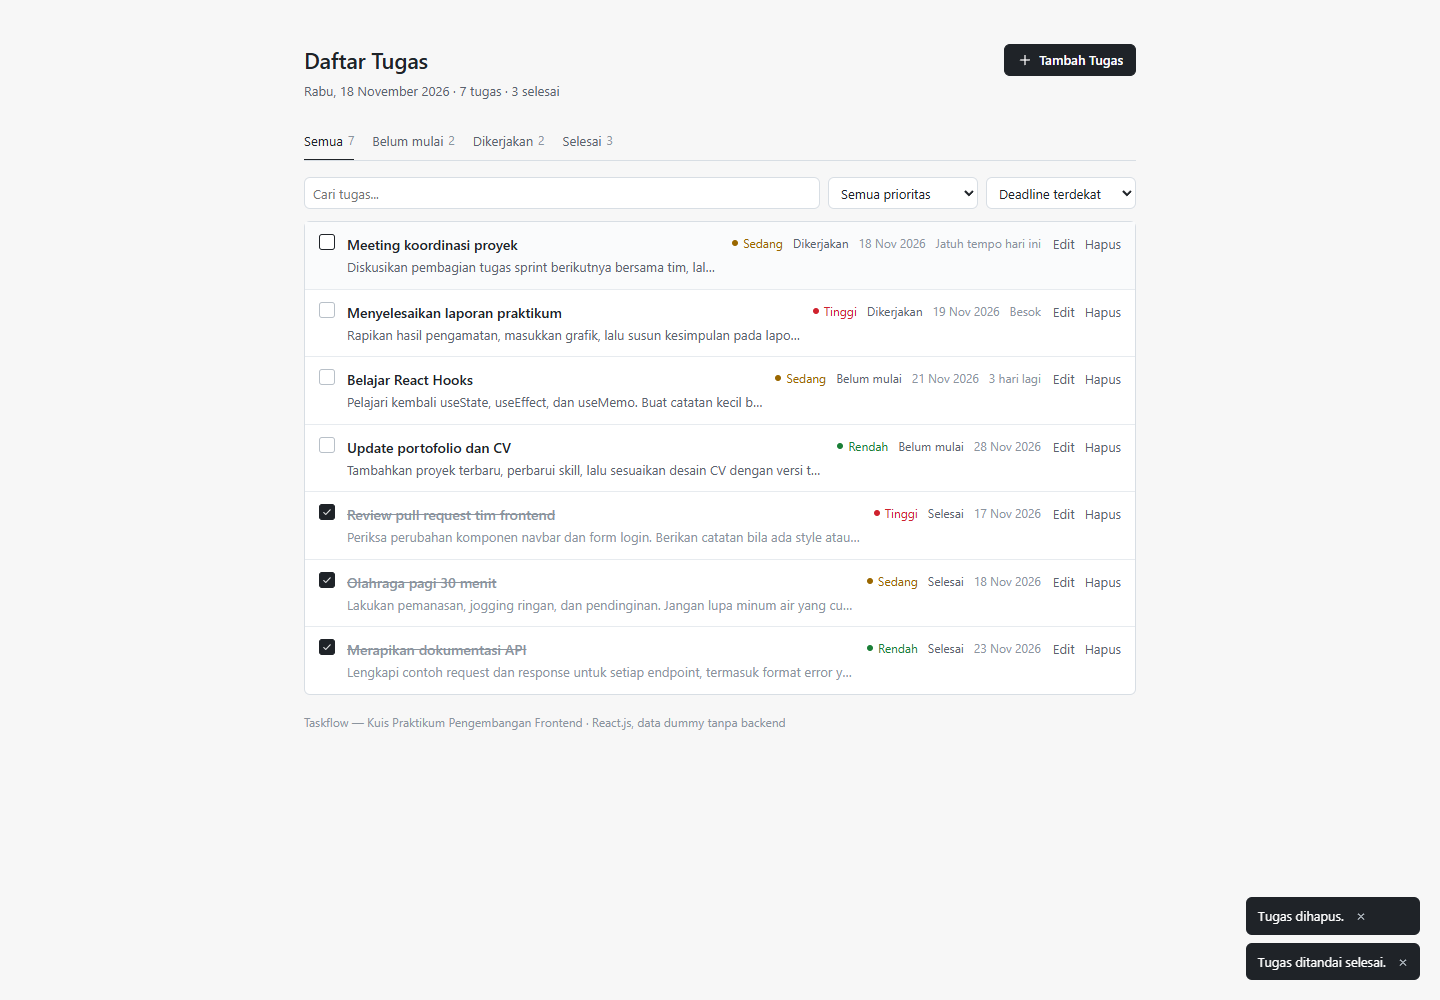 Daftar Tugas
+ Tambah Tugas
Rabu, 18 November 2026 · 7 tugas · 3 selesai
Semua 7 Belum mulai 2 Dikerjakan 2 Selesai 3
Cari tugas... Semua prioritas Deadline terdekat
Meeting koordinasi proyek Sedang Dikerjakan 18 Nov 2026 Jatuh tempo hari ini Edit Hapus
Diskusikan pembagian tugas sprint berikutnya bersama tim, lal...
Menyelesaikan laporan praktikum Tinggi Dikerjakan 19 Nov 2026 Besok Edit Hapus
Rapikan hasil pengamatan, masukkan grafik, lalu susun kesimpulan pada lapo...
Belajar React Hooks Sedang Belum mulai 21 Nov 2026 3 hari lagi Edit Hapus
Pelajari kembali useState, useEffect, dan useMemo. Buat catatan kecil b...
Update portofolio dan CV Rendah Belum mulai 28 Nov 2026 Edit Hapus
Tambahkan proyek terbaru, perbarui skill, lalu sesuaikan desain CV dengan versi t...
Review pull request tim frontend Tinggi Selesai 17 Nov 2026 Edit Hapus
Periksa perubahan komponen navbar dan form login. Berikan catatan bila ada style atau...
Olahraga pagi 30 menit Sedang Selesai 18 Nov 2026 Edit Hapus
Lakukan pemanasan, jogging ringan, dan pendinginan. Jangan lupa minum air yang cu...
Merapikan dokumentasi API Rendah Selesai 23 Nov 2026 Edit Hapus
Lengkapi contoh request dan response untuk setiap endpoint, termasuk format error y...
Taskflow — Kuis Praktikum Pengembangan Frontend · React.js, data dummy tanpa backend
Tugas dihapus. ×
Tugas ditandai selesai. ×